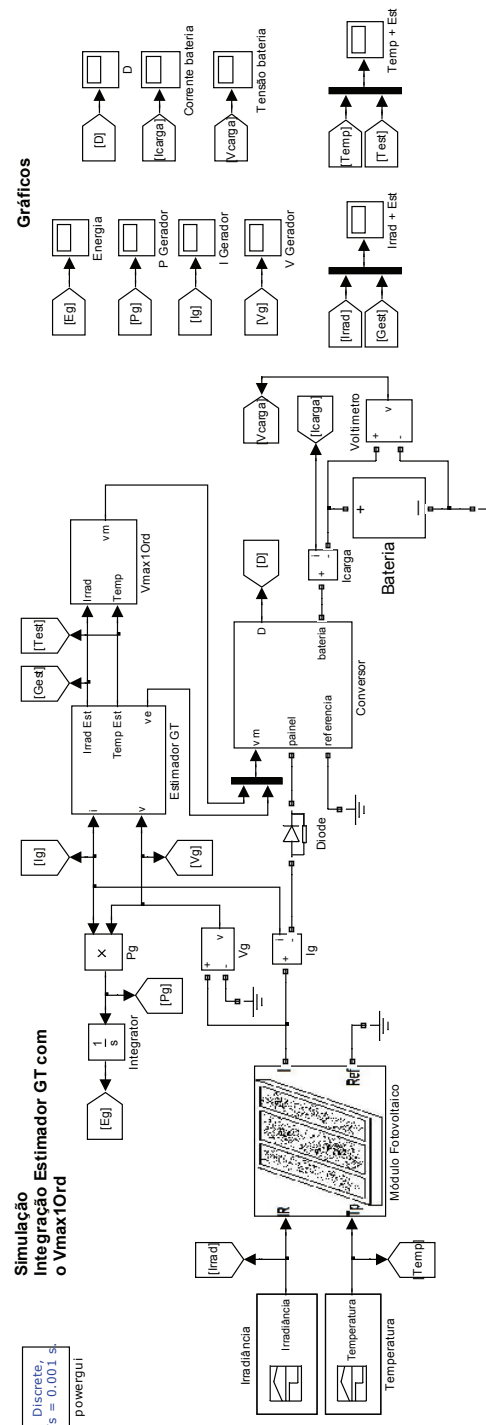 Discrete,
s = 0.001 s.
powergui
Simulação
Integração Estimador GT com
o Vmax1Ord
Gráficos
[Eg]
1
s
Integrator
[Pg]
×
Pg
[Ig]
[Vg]
i
v
Irrad Est
Temp Est
ve
Estimador GT
[Gest]
[Test]
Irrad
Temp
vm
Vmax1Ord
Irradiância
Irradiância
[Irrad]
Temperatura
Temperatura
[Temp]
IR
Tp
I
Ref
Módulo Fotovoltaico
+
-
v
Vg
+
i
-
Ig
Diode
vm
painel
referencia
D
bateria
Conversor
[D]
+
i
-
Icarga
[Vcarga]
[Icarga]
+
-
v
Voltimetro
+
−
Bateria
[Eg]
Energia
[Pg]
P Gerador
[Ig]
I Gerador
[Vg]
V Gerador
[D]
D
[Icarga]
Corrente bateria
[Vcarga]
Tensão bateria
[Irrad]
[Gest]
Irrad + Est
[Temp]
[Test]
Temp + Est